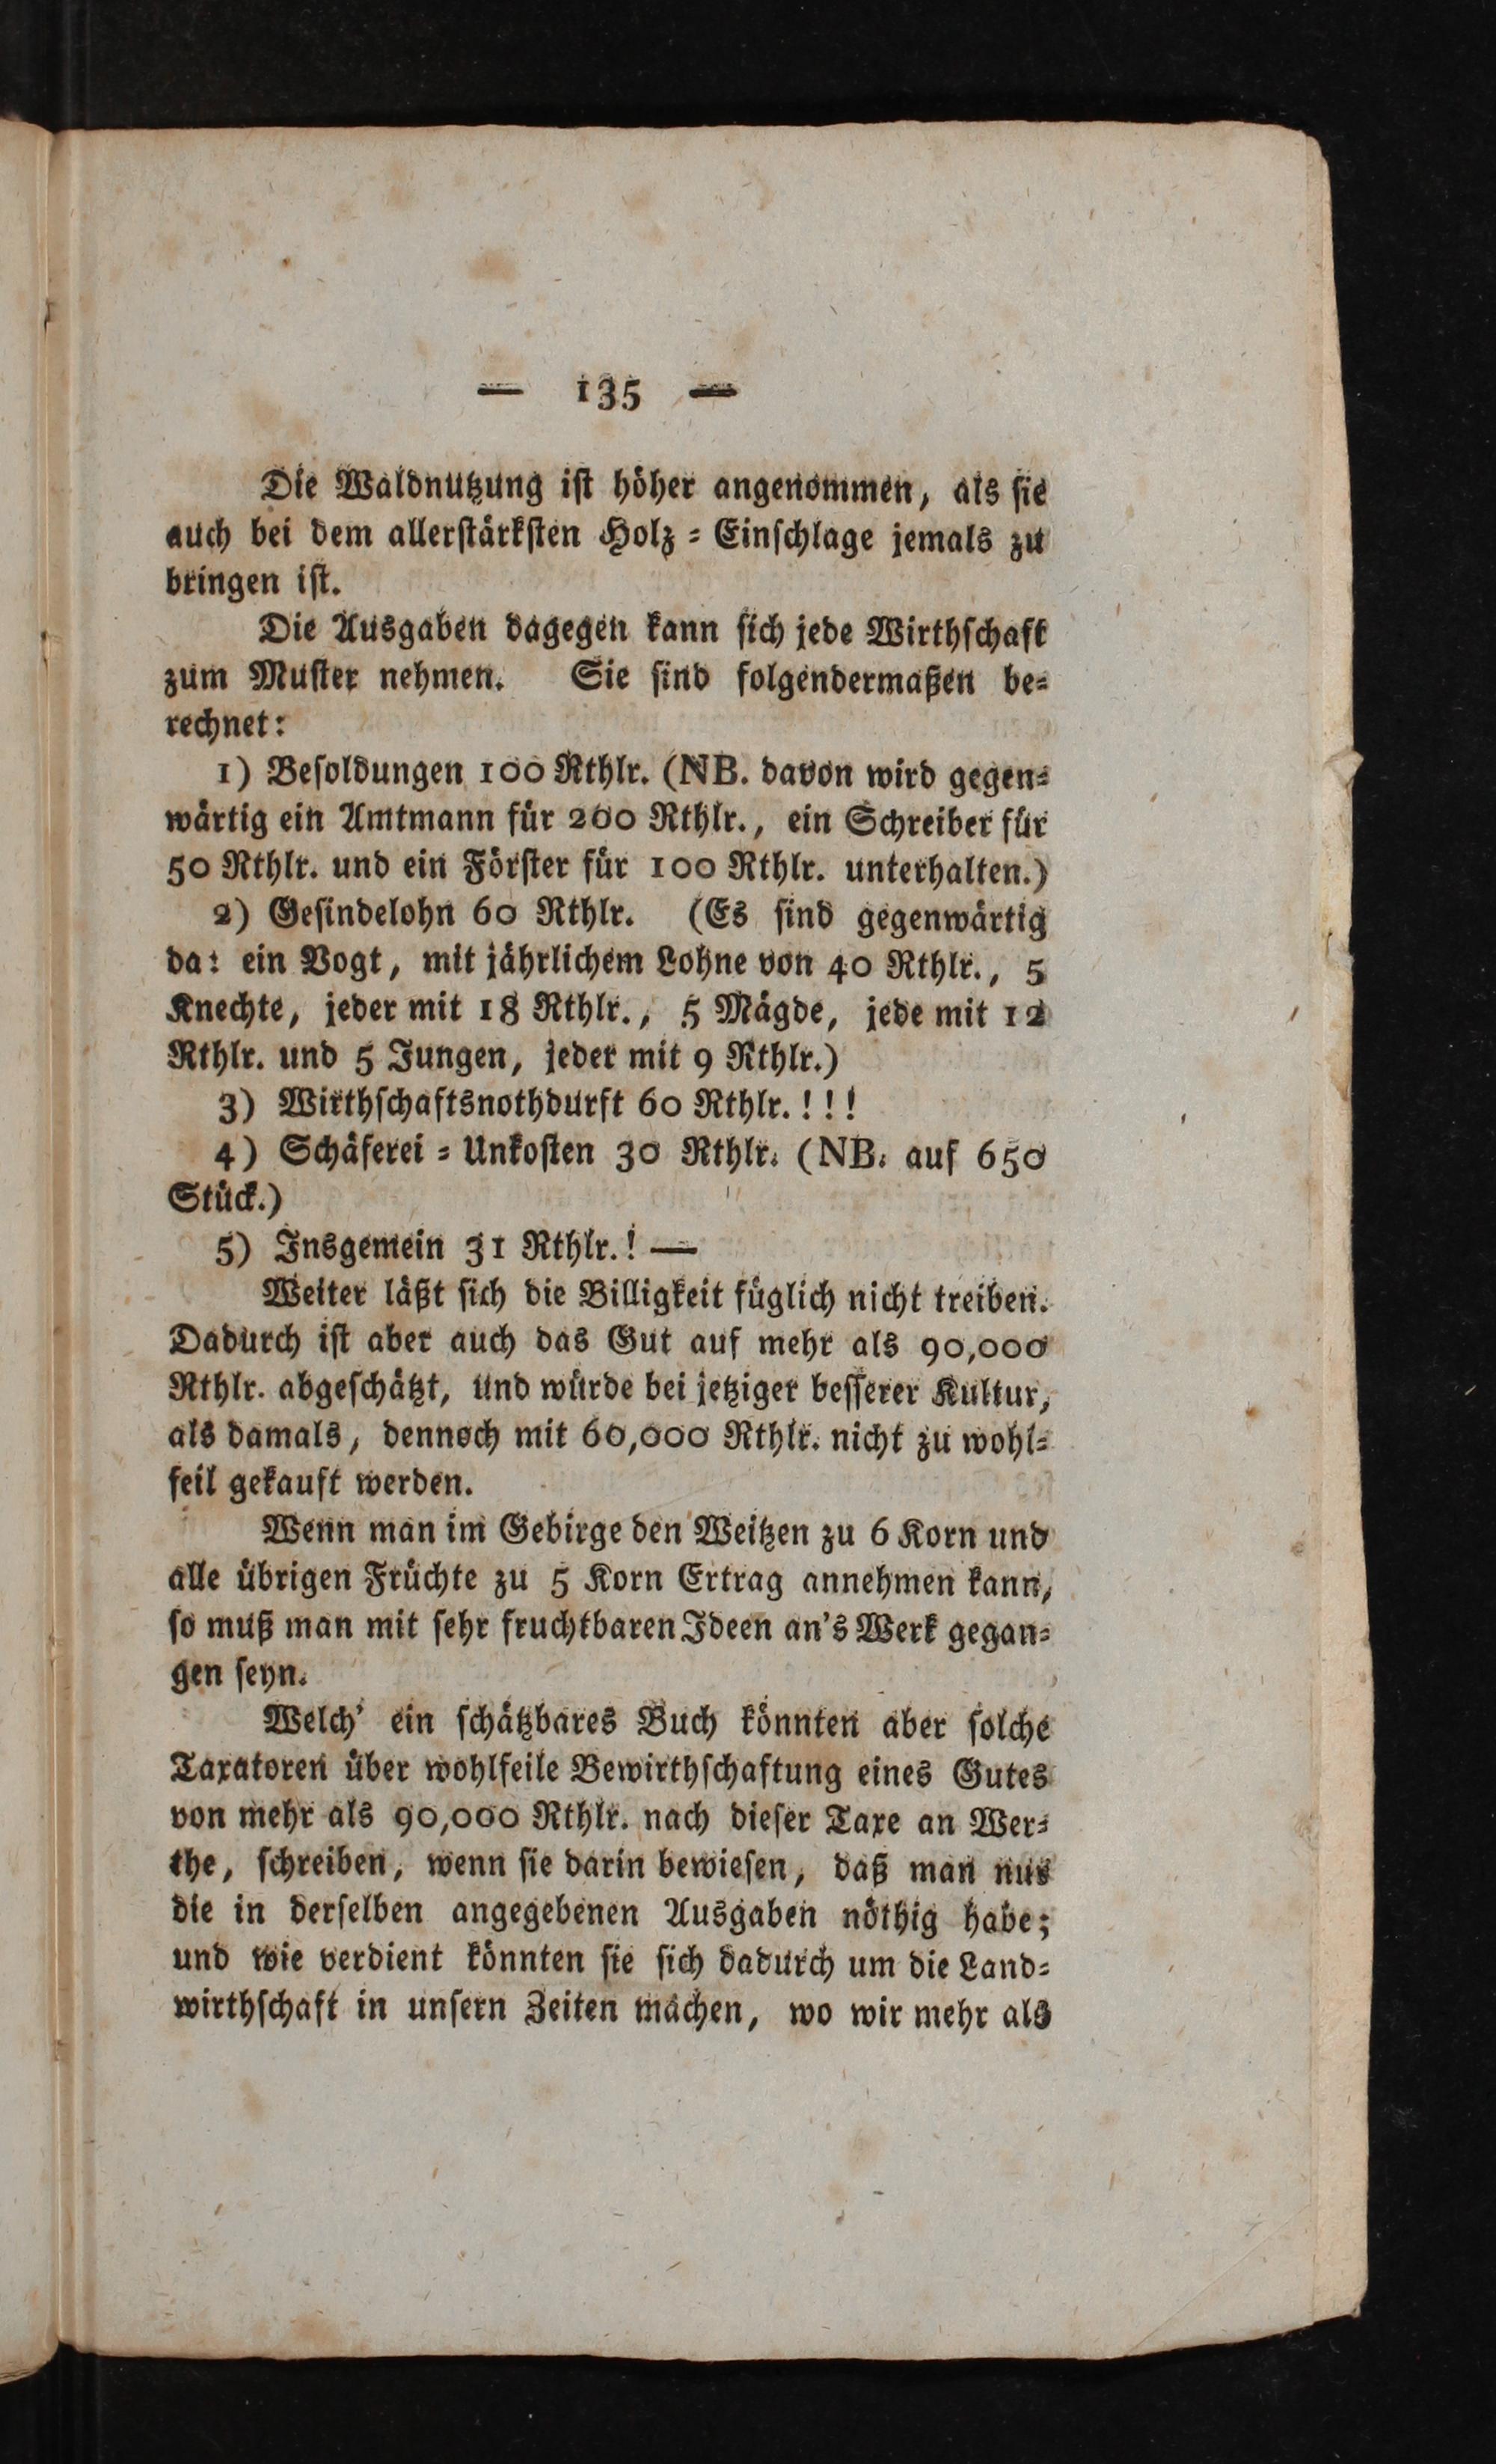 — 135 —
Die Waldnutzung ist höher angenommen, als sie
auch bei dem allerstärksten Holz = Einschlage jemals zu
bringen ist.
Die Ausgaben dagegen kann sich jede Wirthschaft
zum Muster nehmen. Sie sind folgendermaßen be=
rechnet:
1) Besoldungen 100 Rthlr. (NB. davon wird gegen=
wärtig ein Amtmann für 200 Rthlr., ein Schreiber für
50 Rthlr. und ein Förster für 100 Rthlr. unterhalten.)
2) Gesindelohn 60 Rthlr. (Es sind gegenwärtig
da: ein Vogt, mit jährlichem Lohne von 40 Rthlr., 5
Knechte, jeder mit 18 Rthlr., 5 Mägde, jede mit 12
Rthlr. und 5 Jungen, jeder mit 9 Rthlr.)
3) Wirthschaftsnothdurft 60 Rthlr.!!!
4) Schäferei = Unkosten 30 Rthlr. (NB. auf 650
Stück.)
5) Insgemein 31 Rthlr.! —
Weiter läßt sich die Billigkeit füglich nicht treiben.
Dadurch ist aber auch das Gut auf mehr als 90,000
Rthlr. abgeschätzt, und würde bei jetziger besserer Kultur,
als damals, dennoch mit 60,000 Rthlr. nicht zu wohl=
feil gekauft werden.
Wenn man im Gebirge den Weitzen zu 6 Korn und
alle übrigen Früchte zu 5 Korn Ertrag annehmen kann,
so muß man mit sehr fruchtbaren Ideen an's Werk gegan=
gen seyn.
Welch' ein schätzbares Buch könnten aber solche
Taxatoren über wohlfeile Bewirthschaftung eines Gutes
von mehr als 90,000 Rthlr. nach dieser Taxe an Wer=
the, schreiben, wenn sie darin bewiesen, daß man nur
die in derselben angegebenen Ausgaben nöthig habe;
und wie verdient könnten sie sich dadurch um die Land=
wirthschaft in unsern Zeiten machen, wo wir mehr als